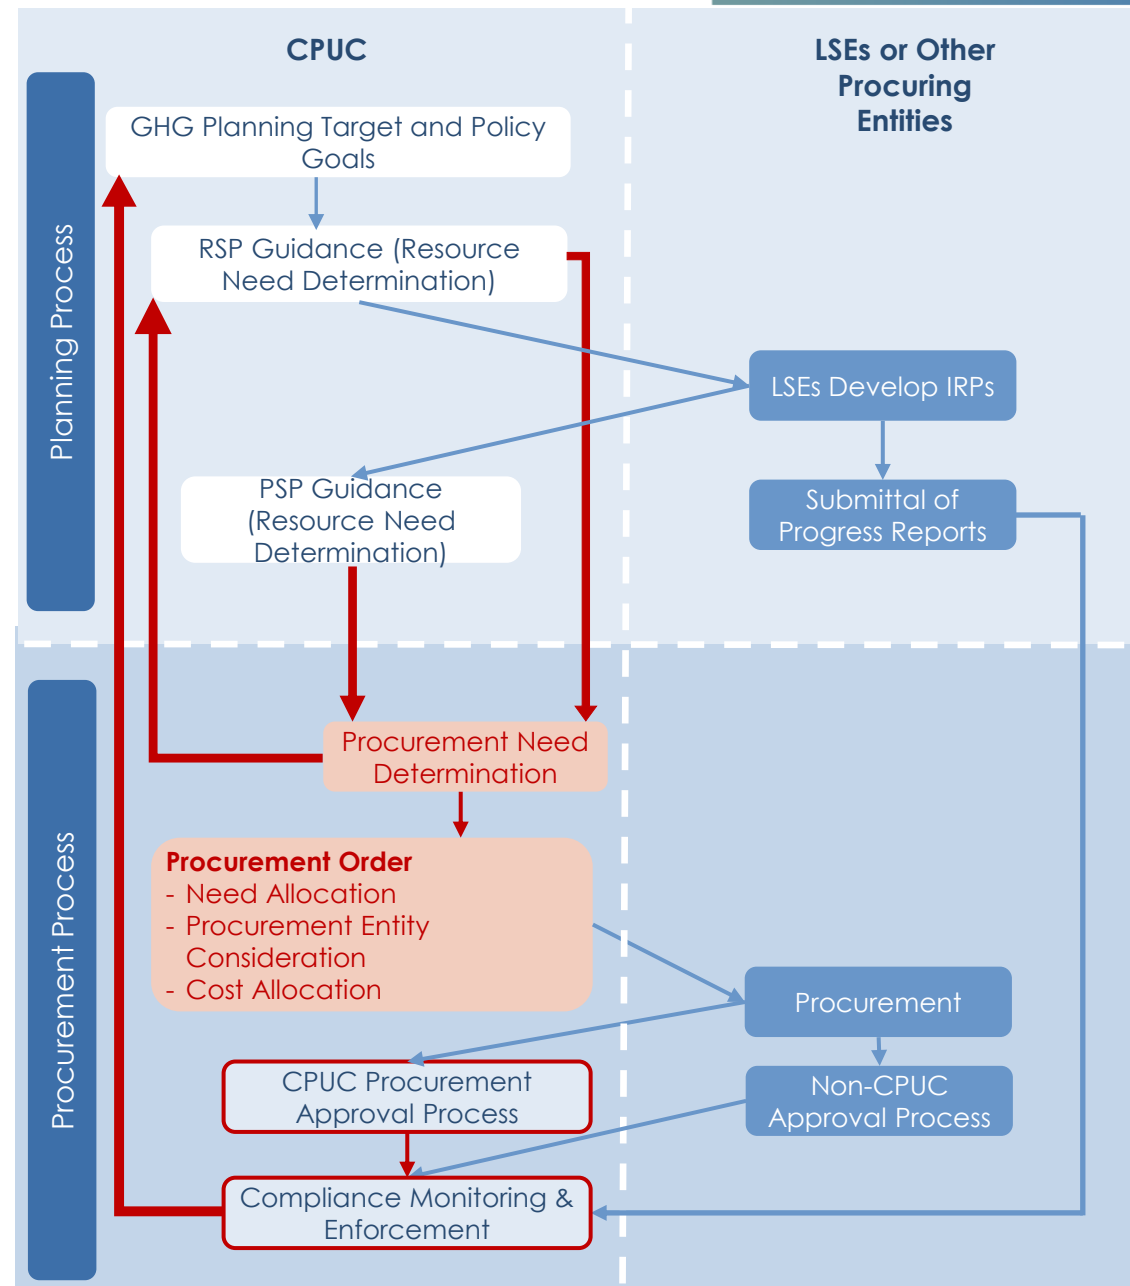 CPUC
LSEs or Other
Procuring
Entities
Planning Process
GHG Planning Target and Policy
Goals
RSP Guidance (Resource
Need Determination)
LSEs Develop IRPs
PSP Guidance
(Resource Need
Determination)
Submittal of
Progress Reports
Procurement Process
Procurement Need
Determination
Procurement Order
- Need Allocation
- Procurement Entity
Consideration
- Cost Allocation
Procurement
CPUC Procurement
Approval Process
Non-CPUC
Approval Process
Compliance Monitoring &
Enforcement